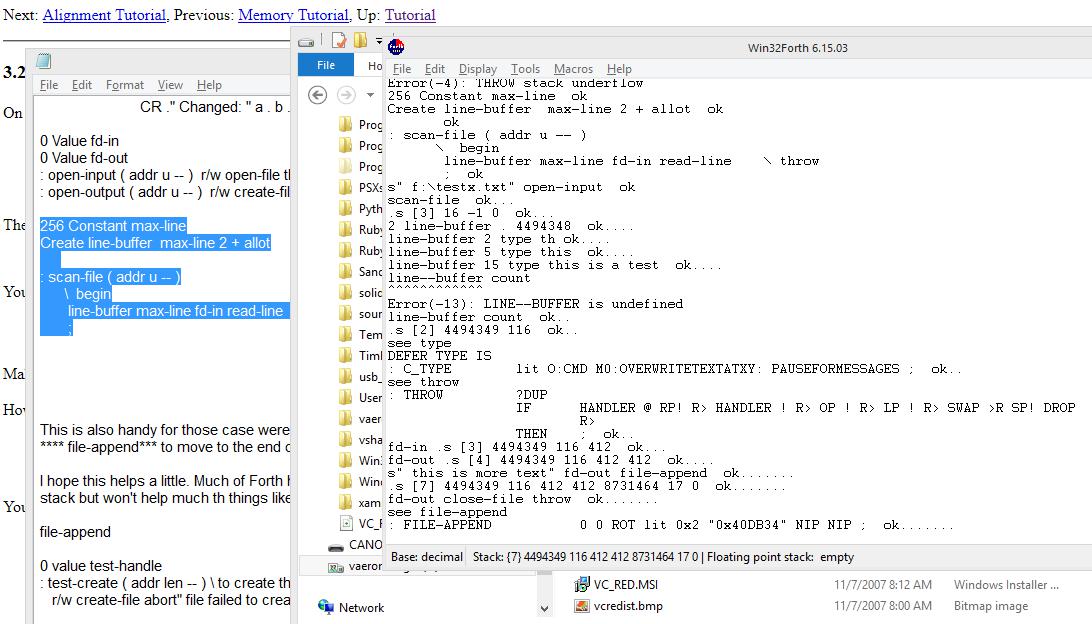 Next: Alignment Tutorial, Previous: Memory Tutorial, Up: Tutorial
3.2
On
The
You
Ma
Ho
You
File Edit Format View Help
CR ." Changed: " a . b .
0 Value fd-in
0 Value fd-out
: open-input ( addr u -- ) r/w open-file th
: open-output ( addr u -- ) r/w create-fil
256 Constant max-line
Create line-buffer max-line 2 + allot
: scan-file ( addr u -- )
\ begin
line-buffer max-line fd-in read-line
;
This is also handy for those case were
**** file-append*** to move to the end o
I hope this helps a little. Much of Forth h
stack but won't help much th things like
file-append
0 value test-handle
: test-create ( addr len -- ) \ to create th
r/w create-file abort" file failed to crea
File Ho
Prog
Prog
Prog
PSXs
Pyth
Ruby
Ruby
Sand
solid
sour
Tem
Timl
usb_
User
vaer
vsha
Win3
Wind
xam
VC_R
CANO
vaeror
Network
Win32Forth 6.15.03
File Edit Display Tools Macros Help
Error(-4): THROW stack underflow
256 Constant max-line ok
Create line-buffer max-line 2 + allot ok
ok
: scan-file ( addr u -- )
\ begin
line-buffer max-line fd-in read-line \ throw
; ok
s" f:\testx.txt" open-input ok
scan-file ok...
.s [3] 16 -1 0 ok...
2 line-buffer . 4494348 ok....
line-buffer 2 type th ok....
line-buffer 5 type this ok....
line-buffer 15 type this is a test ok....
line--buffer count
^^^^^^^^^^^^
Error(-13): LINE--BUFFER is undefined
line-buffer count ok..
.s [2] 4494349 116 ok..
see type
DEFER TYPE IS
: C_TYPE lit O:CMD M0:OVERWRITETEXTATXY: PAUSEFORMESSAGES ; ok..
see throw
: THROW ?DUP
IF HANDLER @ RP! R> HANDLER ! R> OP ! R> LP ! R> SWAP >R SP! DROP
R>
THEN ; ok..
fd-in .s [3] 4494349 116 412 ok...
fd-out .s [4] 4494349 116 412 412 ok....
s" this is more text" fd-out file-append ok.......
.s [7] 4494349 116 412 412 8731464 17 0 ok.......
fd-out close-file throw ok.......
see file-append
: FILE-APPEND 0 0 ROT lit 0x2 "0x40DB34" NIP NIP ; ok.......
Base: decimal Stack: {7} 4494349 116 412 412 8731464 17 0 | Floating point stack: empty
VC_RED.MSI 11/7/2007 8:12 AM Windows Installer ...
vcredist.bmp 11/7/2007 8:00 AM Bitmap image